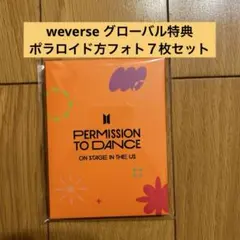 weverse グローバル特典
ポラロイド方フォト７枚セット
PERMISSION
TO DANCE
ON STAGE IN THE US